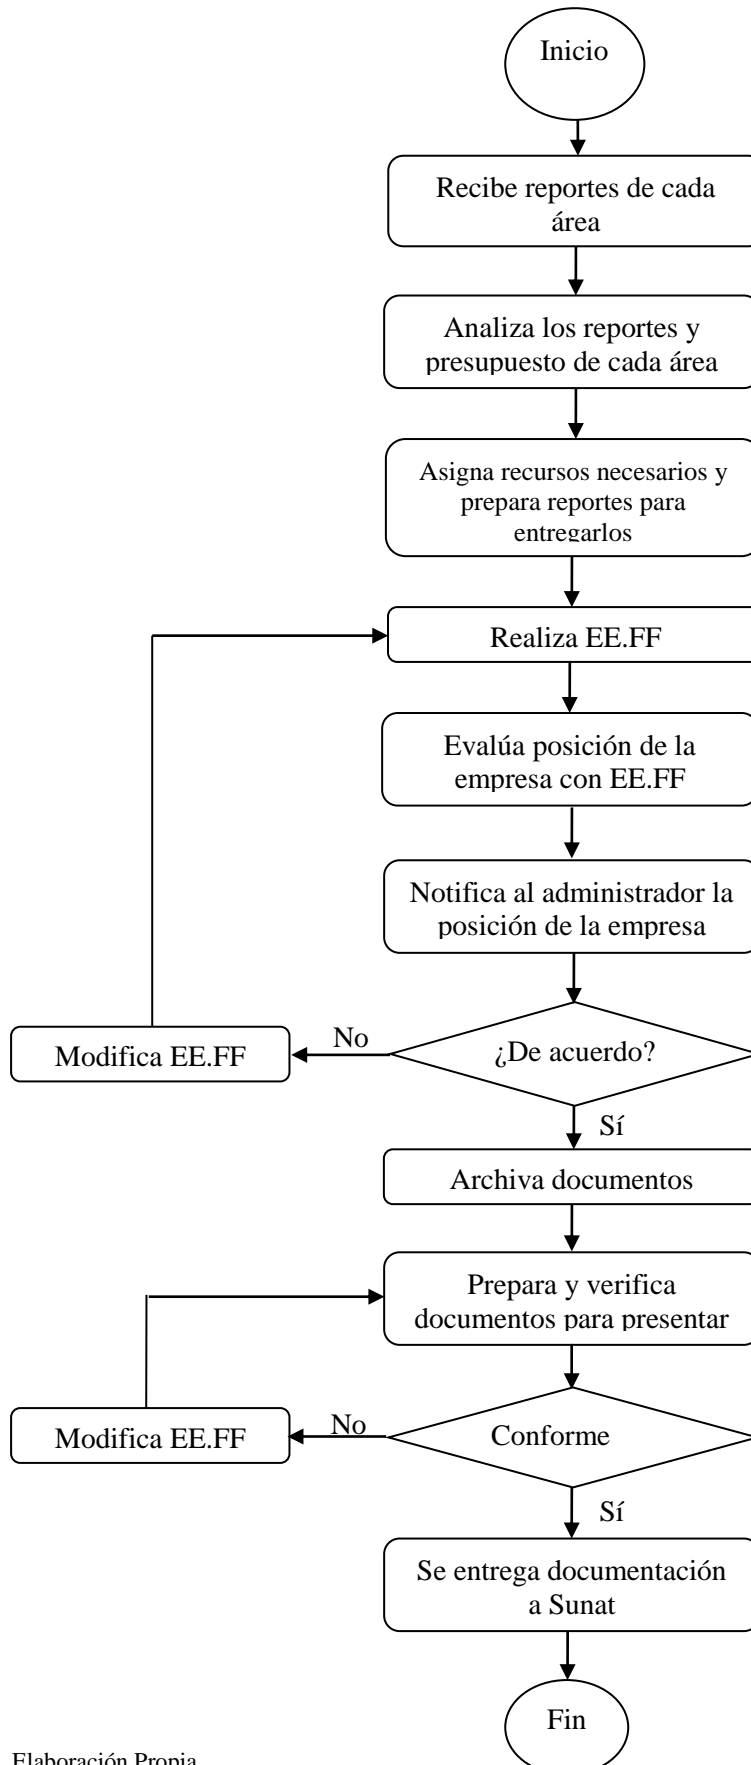 Inicio
Recibe reportes de cada
área
Analiza los reportes y
presupuesto de cada área
Asigna recursos necesarios y
prepara reportes para
entregarlos
Realiza EE.FF
Evalúa posición de la
empresa con EE.FF
Notifica al administrador la
posición de la empresa
¿De acuerdo?
No
Modifica EE.FF
Sí
Archiva documentos
Prepara y verifica
documentos para presentar
Conforme
No
Modifica EE.FF
Sí
Se entrega documentación
a Sunat
Fin
Elaboración Propia